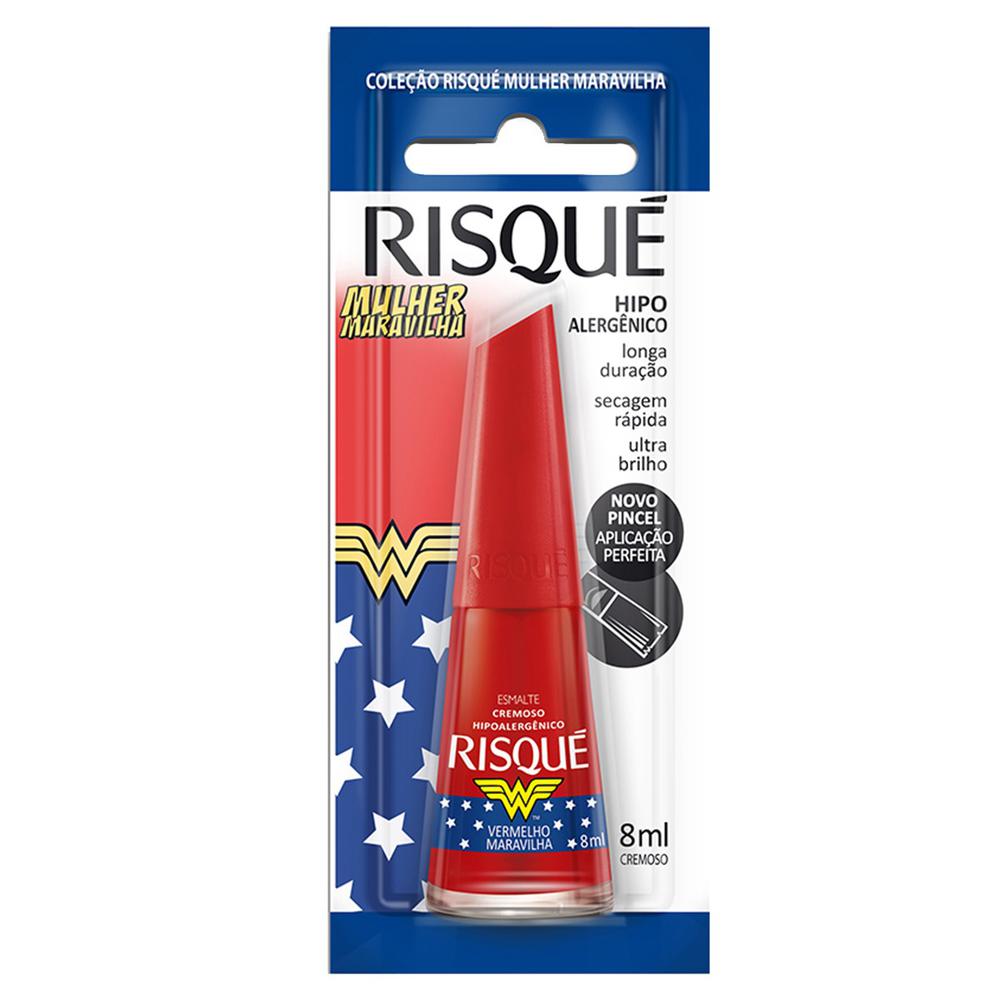 COLEÇÃO RISQUÉ MULHER MARAVILHA
RISQUÉ
MULHER
MARAVILHA
HIPO
ALERGÊNICO
longa
duração
secagem
rápida
ultra
brilho
NOVO
PINCEL
APLICAÇÃO
PERFEITA
RISQUÉ
ESMALTE
CREMOSO
HIPOALERGÊNICO
RISQUÉ
TM
VERMELHO
MARAVILHA
8ml
8ml
CREMOSO